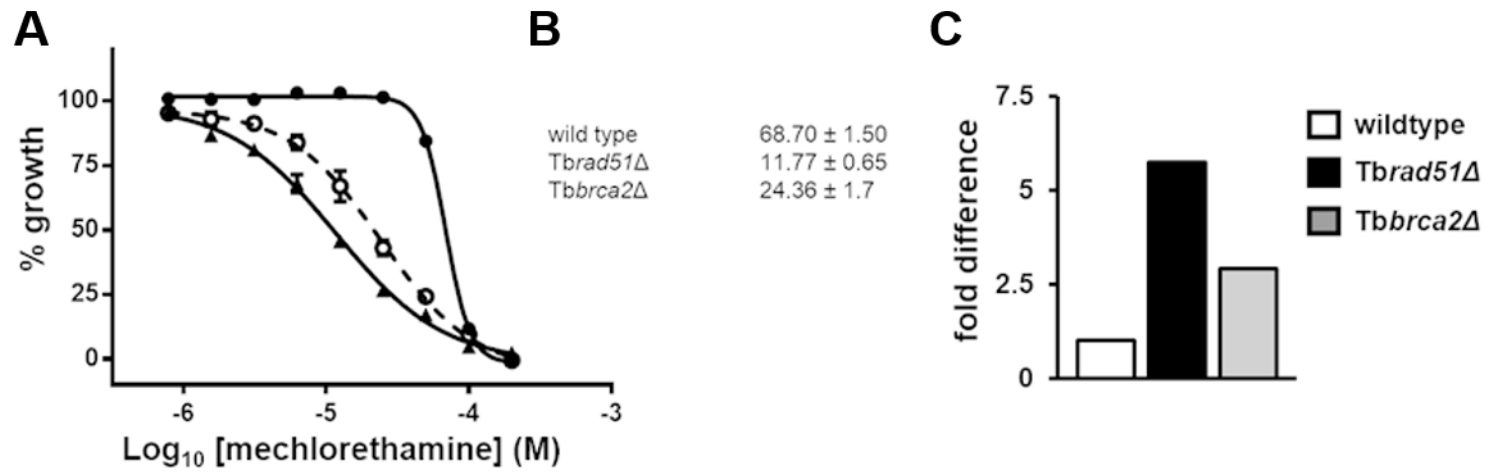 A
B
C
% growth
100
75
50
25
0
-6
-5
-4
-3
Log₁₀ [mechlorethamine] (M)
wild type 68.70 ± 1.50
Tbrad51Δ 11.77 ± 0.65
Tbbrca2Δ 24.36 ± 1.7
fold difference
7.5
5
2.5
0
wildtype
Tbrad51Δ
Tbbrca2Δ